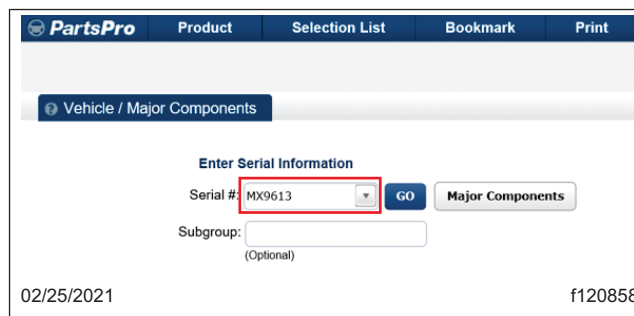 PartsPro Product Selection List Bookmark Print
Vehicle / Major Components
Enter Serial Information
Serial #: MX9613 GO Major Components
Subgroup:
(Optional)
02/25/2021 f120858